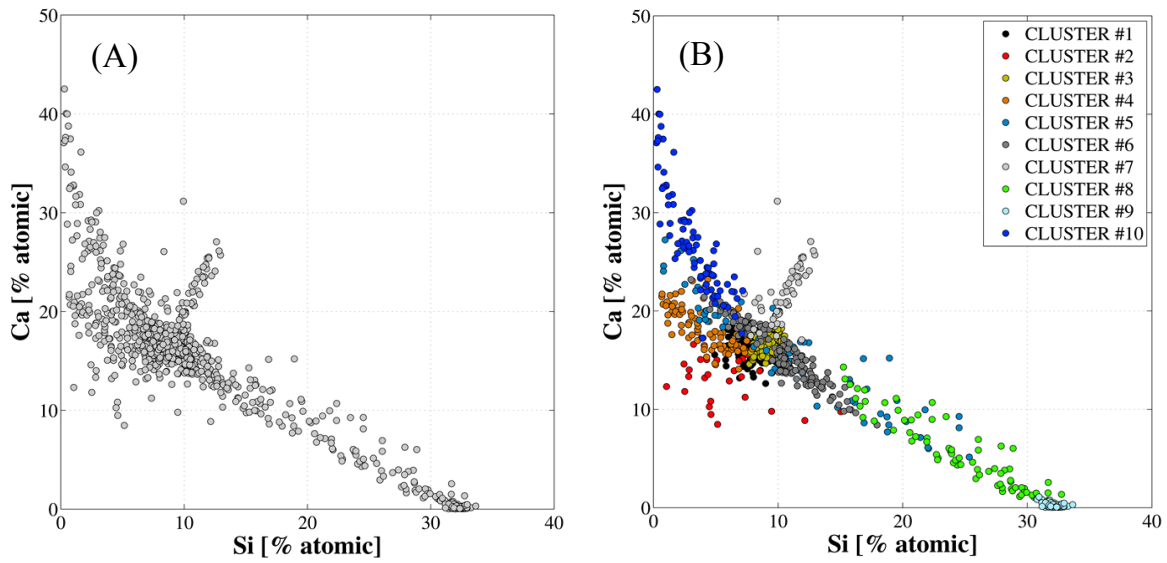 (A)
50
40
30
20
10
0
Ca [% atomic]
0 10 20 30 40
Si [% atomic]
(B)
50
40
30
20
10
0
Ca [% atomic]
0 10 20 30 40
Si [% atomic]
CLUSTER #1
CLUSTER #2
CLUSTER #3
CLUSTER #4
CLUSTER #5
CLUSTER #6
CLUSTER #7
CLUSTER #8
CLUSTER #9
CLUSTER #10